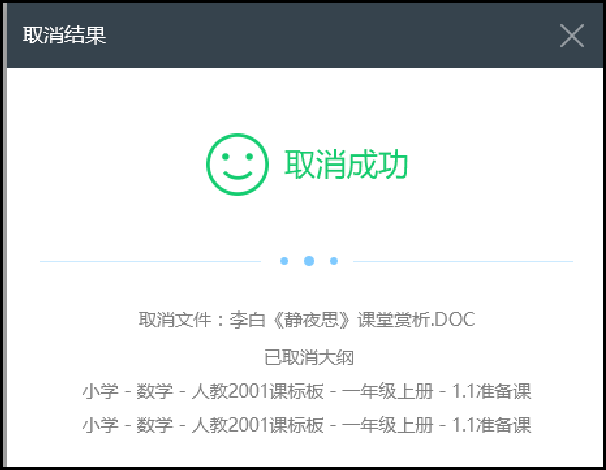 取消结果
取消成功
取消文件：李白《静夜思》课堂赏析.DOC
已取消大纲
小学 - 数学 - 人教2001课标板 - 一年级上册 - 1.1准备课
小学 - 数学 - 人教2001课标板 - 一年级上册 - 1.1准备课